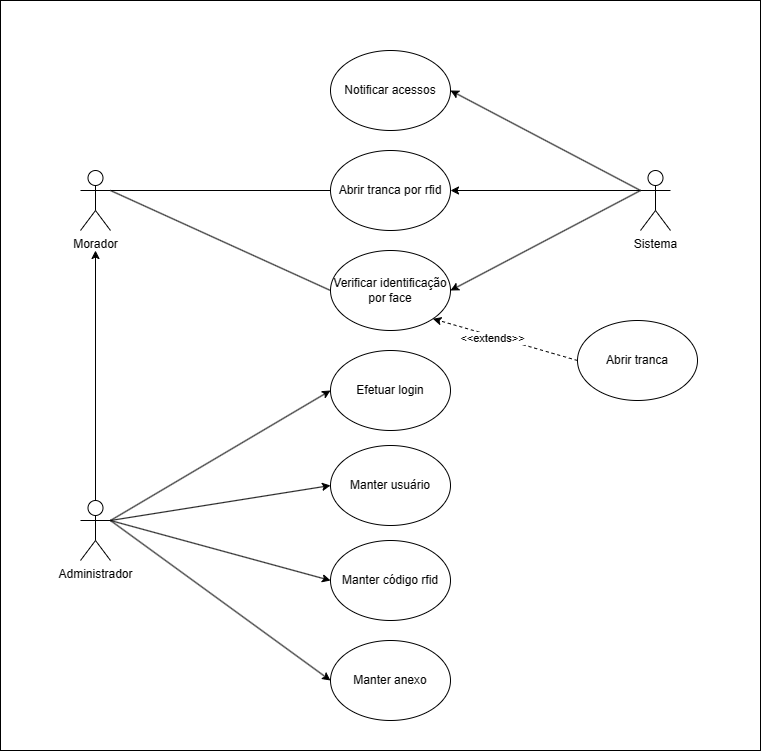 Notificar acessos
Abrir tranca por rfid
Morador
Sistema
Verificar identificação
por face
<<extends>>
Abrir tranca
Efetuar login
Manter usuário
Administrador
Manter código rfid
Manter anexo